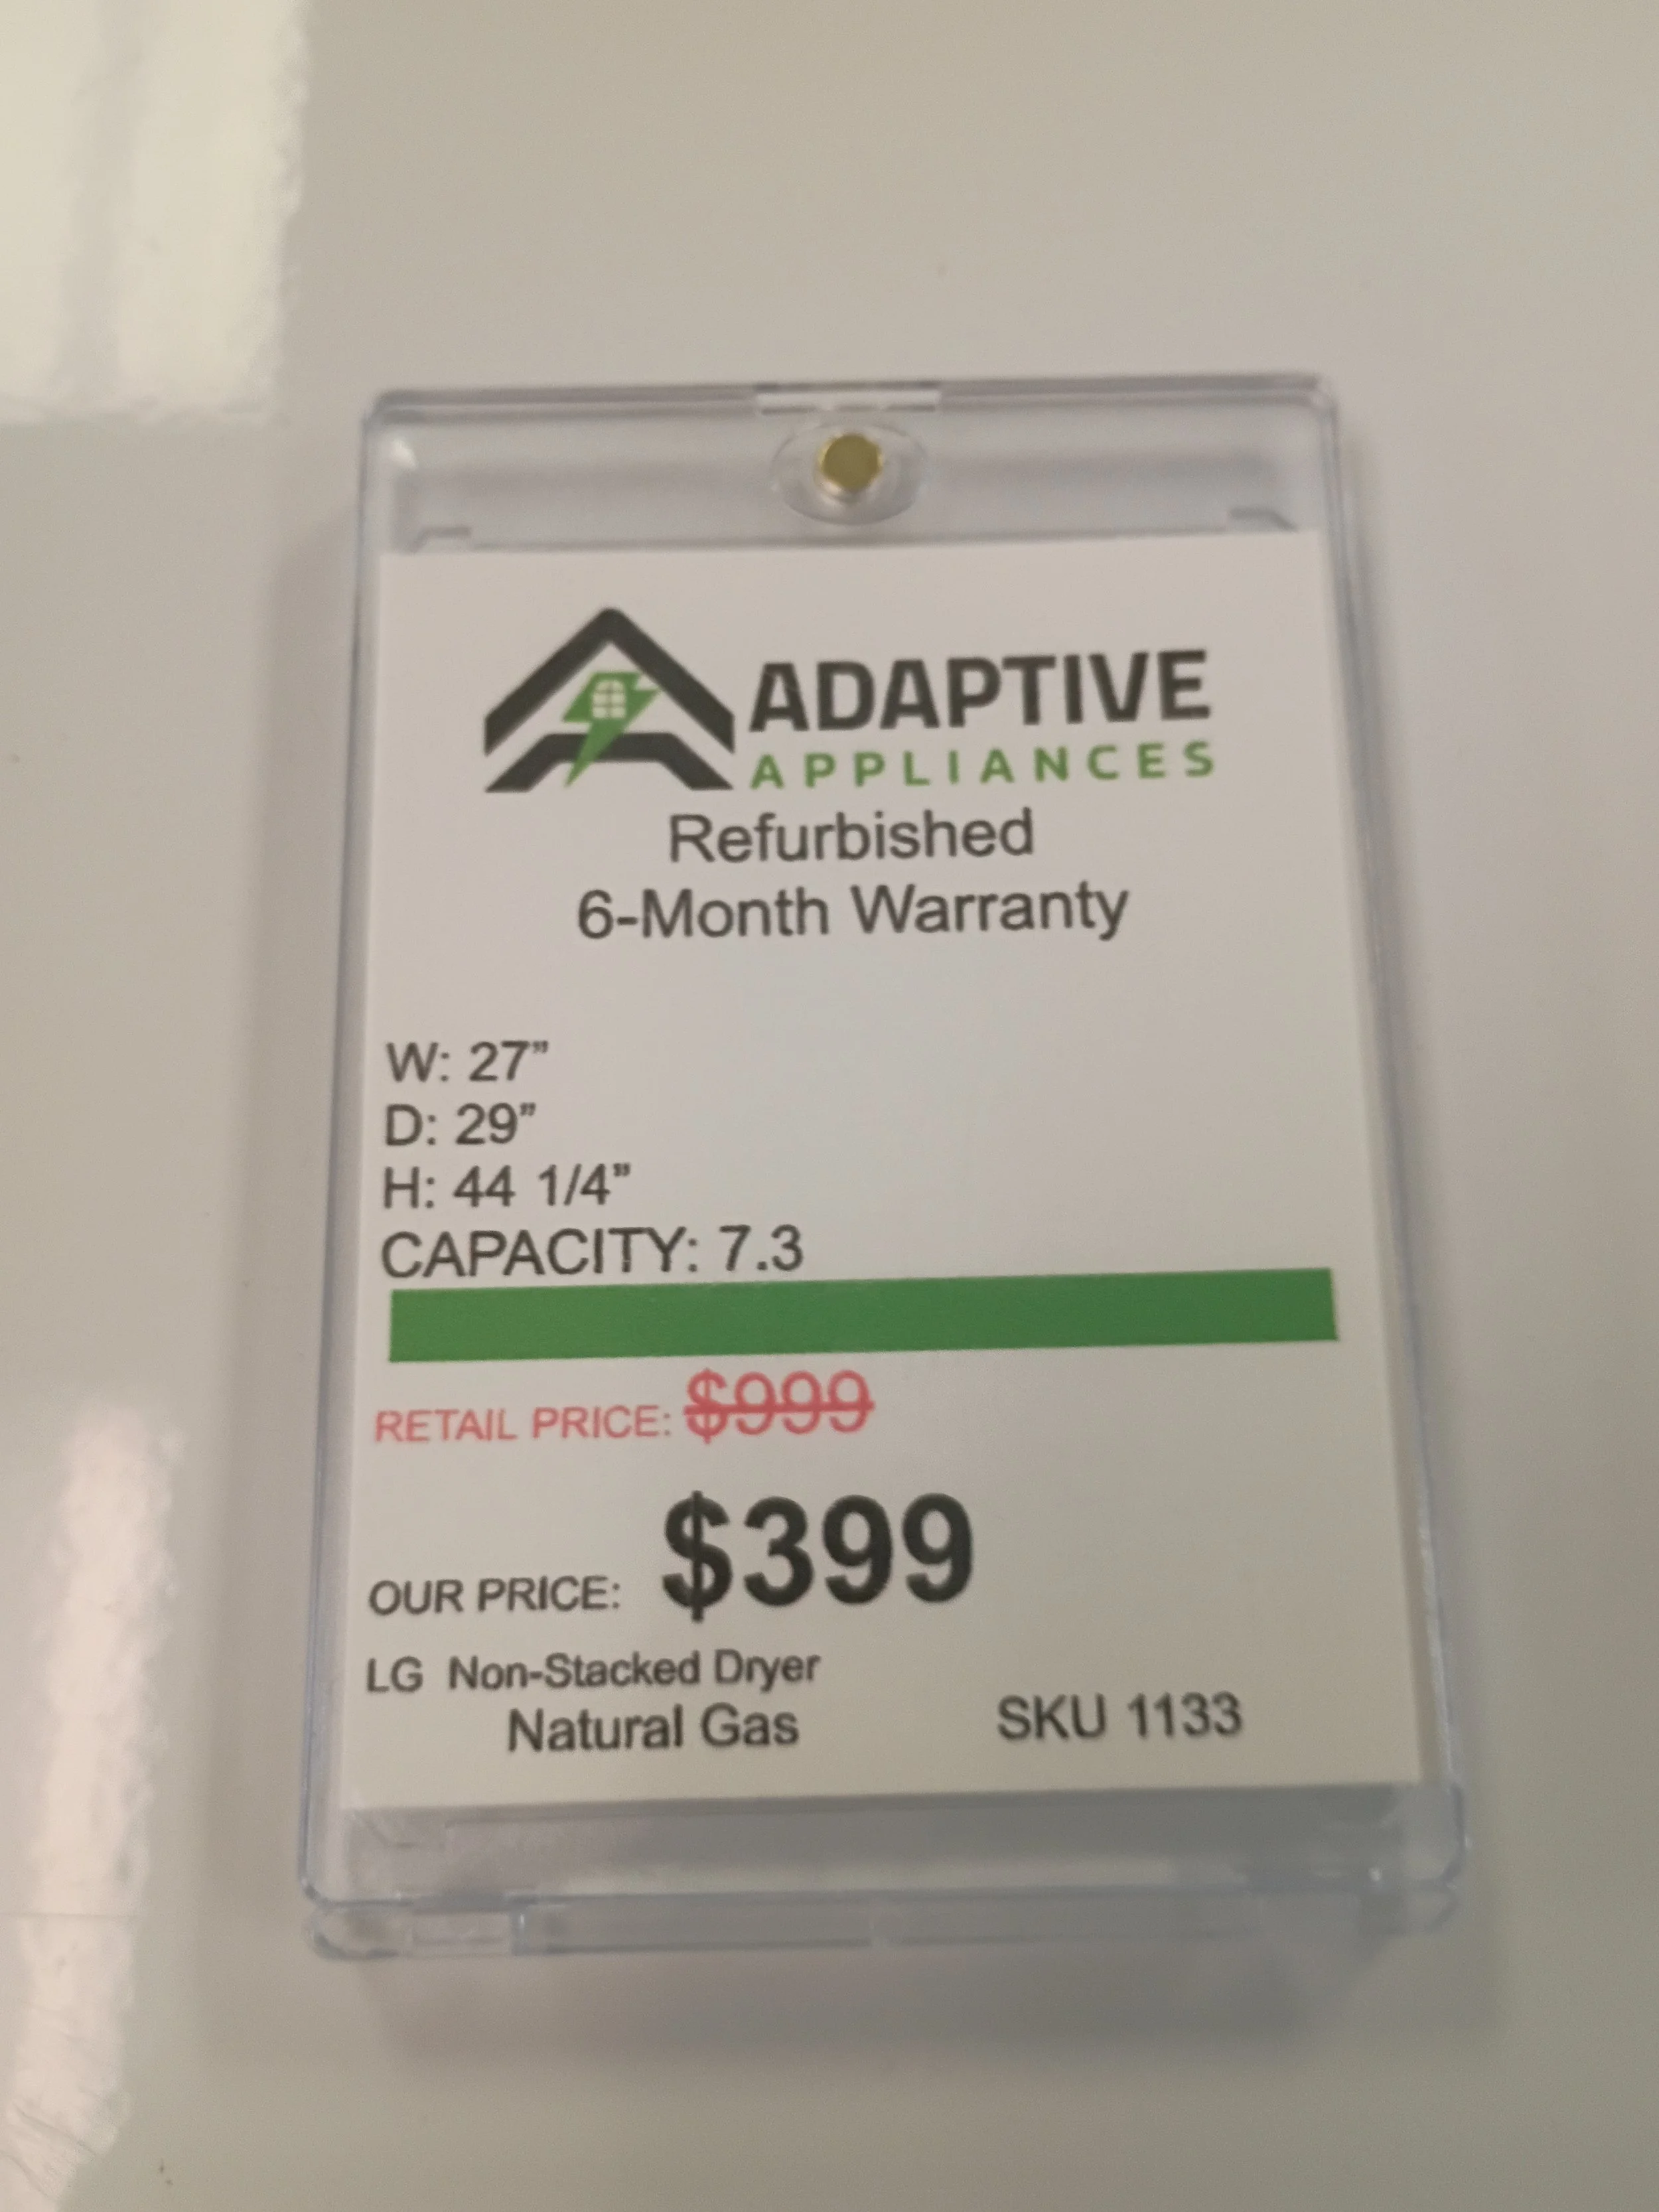 ADAPTIVE
APPLIANCES
Refurbished
6-Month Warranty
W: 27”
D: 29”
H: 44 1/4”
CAPACITY: 7.3
RETAIL PRICE: $999
OUR PRICE: $399
LG Non-Stacked Dryer
Natural Gas SKU 1133